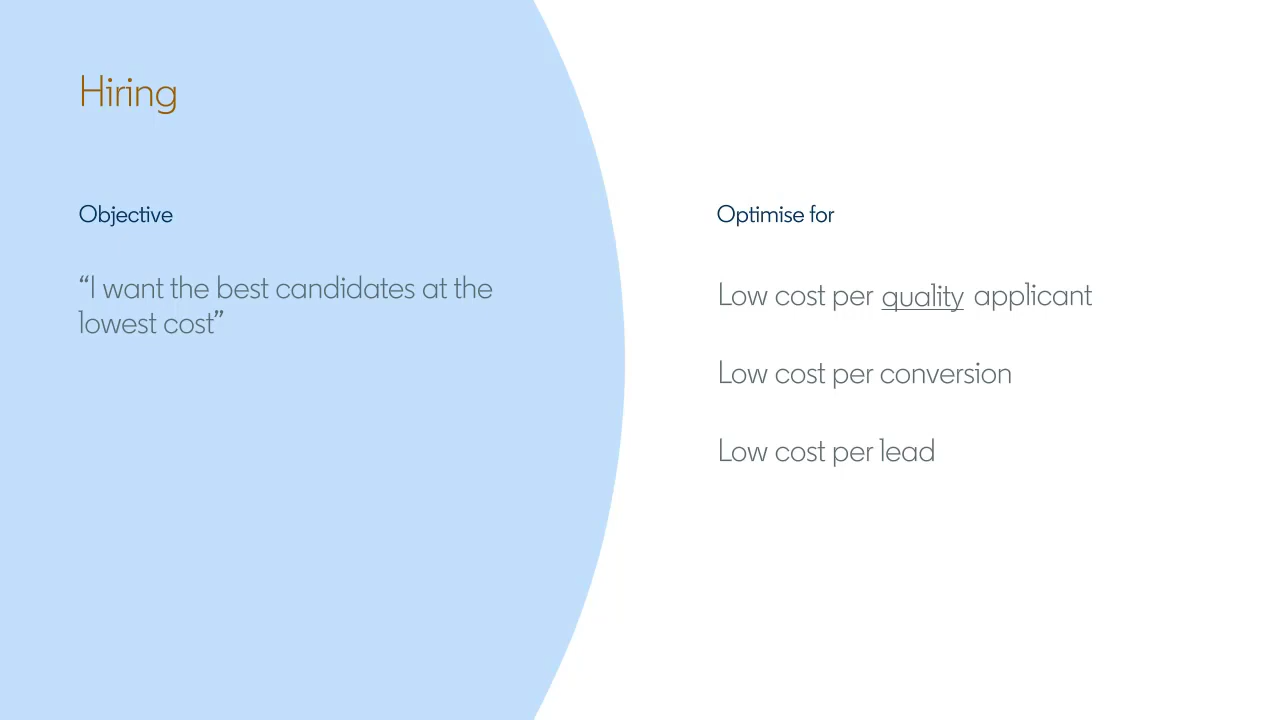 Hiring
Objective
“I want the best candidates at the
lowest cost”
Optimise for
Low cost per quality applicant
Low cost per conversion
Low cost per lead